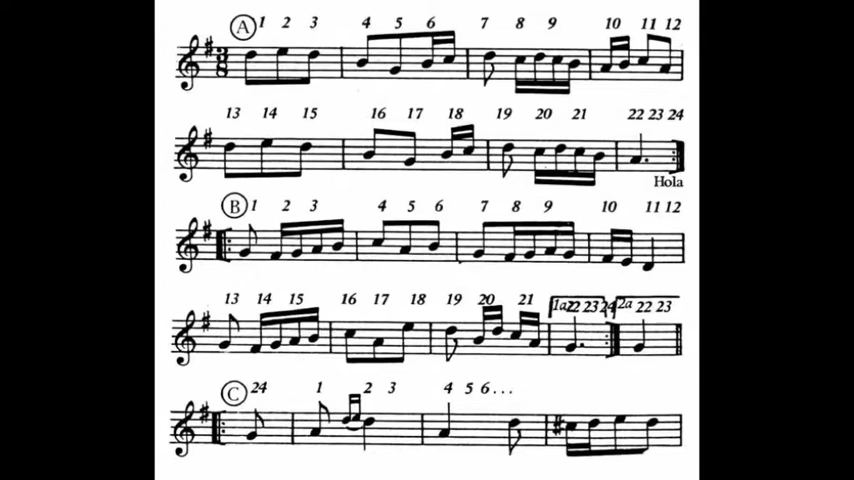 A 1 2 3 4 5 6 7 8 9 10 11 12
3 8
13 14 15 16 17 18 19 20 21 22 23 24
Hola
B 1 2 3 4 5 6 7 8 9 10 11 12
13 14 15 16 17 18 19 20 21 1a 22 23 24 2a 22 23
C 24 1 2 3 4 5 6...